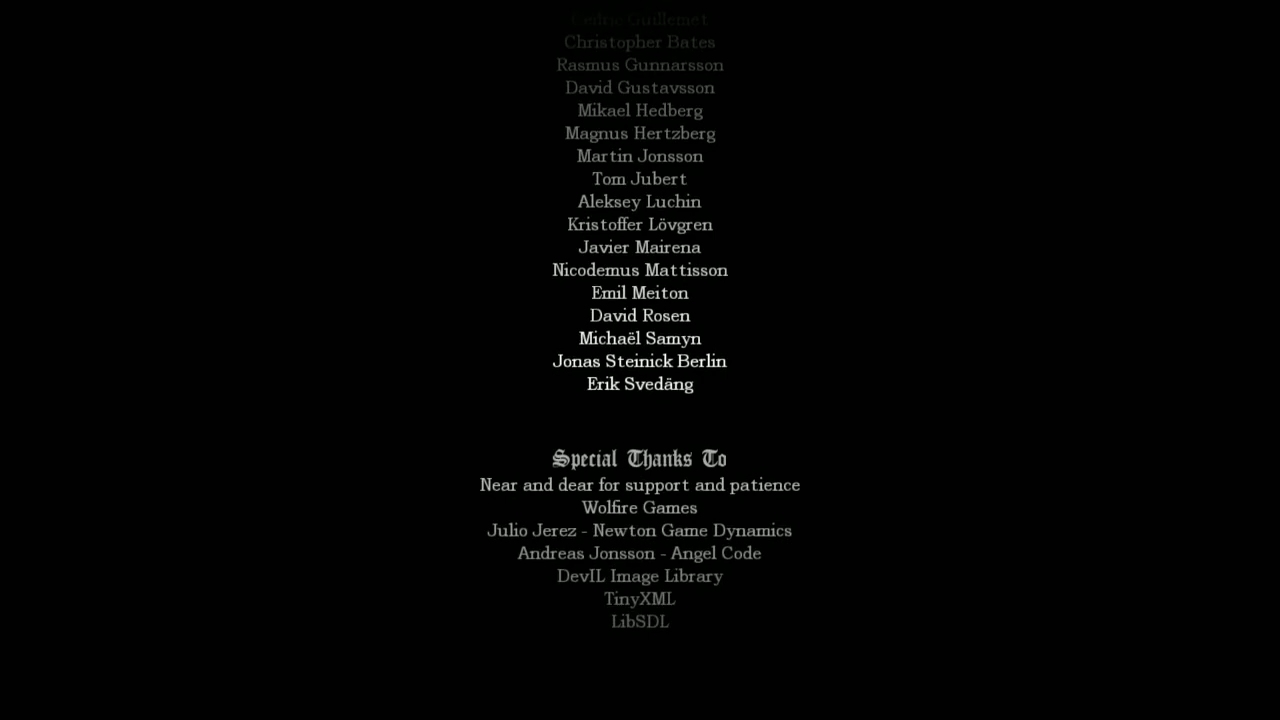 Cedric Guillemet
Christopher Bates
Rasmus Gunnarsson
David Gustavsson
Mikael Hedberg
Magnus Hertzberg
Martin Jonsson
Tom Jubert
Aleksey Luchin
Kristoffer Lövgren
Javier Mairena
Nicodemus Mattisson
Emil Meiton
David Rosen
Michaël Samyn
Jonas Steinick Berlin
Erik Svedäng
Special Thanks To
Near and dear for support and patience
Wolfire Games
Julio Jerez - Newton Game Dynamics
Andreas Jonsson - Angel Code
DevIL Image Library
TinyXML
LibSDL